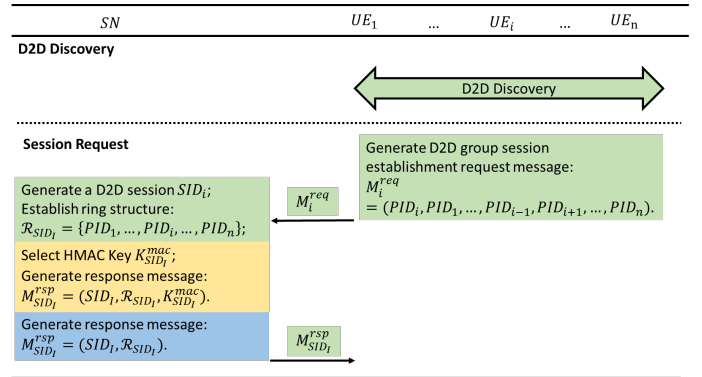 SN UE₁ ... UEᵢ ... UEₙ
D2D Discovery
D2D Discovery
Session Request
Generate D2D group session
establishment request message:
M_i^{req}
= (PID_i, PID_1, ..., PID_{i−1}, PID_{i+1}, ..., PID_n).
Generate a D2D session SID_i;
Establish ring structure:
ℛ_{SID_I} = {PID_1, ..., PID_i, ..., PID_n};
M_i^{req}
Select HMAC Key K_{SID_I}^{mac};
Generate response message:
M_{SID_I}^{rsp} = (SID_I, ℛ_{SID_I}, K_{SID_I}^{mac}).
Generate response message:
M_{SID_I}^{rsp} = (SID_I, ℛ_{SID_I}).
M_{SID_I}^{rsp}